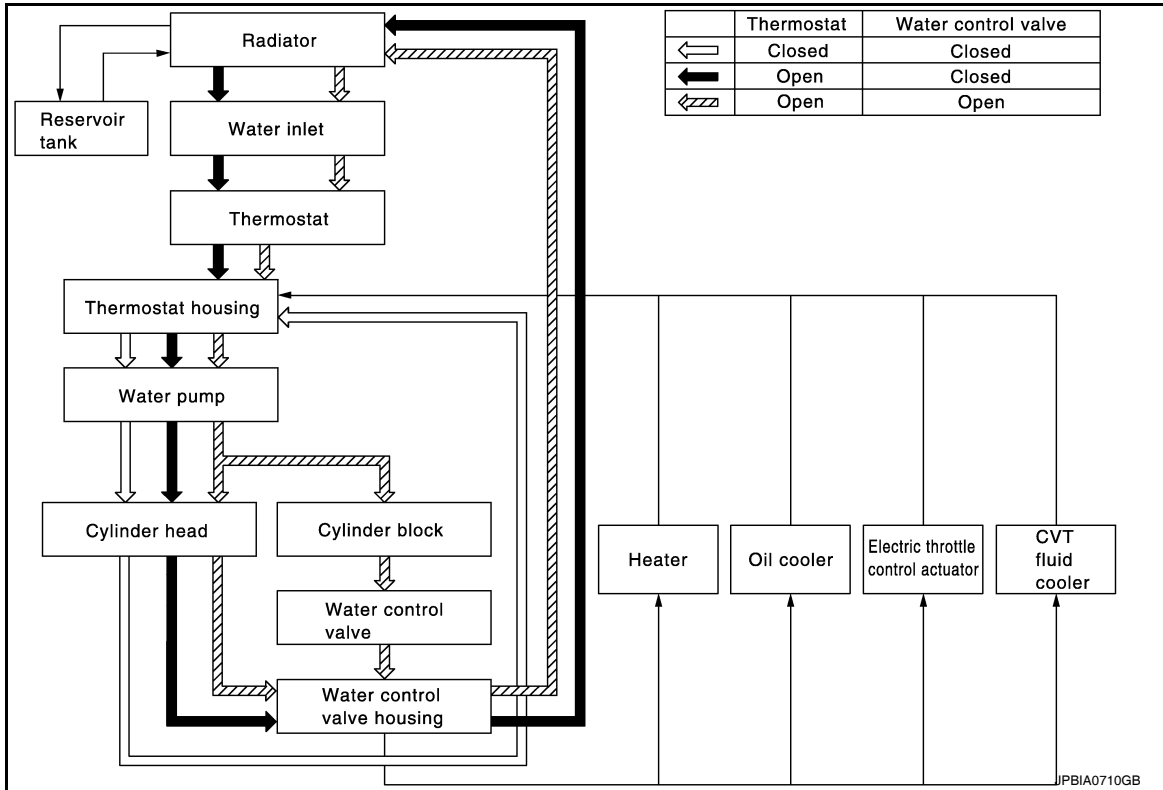 Radiator
Thermostat Water control valve
Closed Closed
Open Closed
Open Open
Reservoir
tank
Water inlet
Thermostat
Thermostat housing
Water pump
Cylinder head
Cylinder block
Water control
valve
Water control
valve housing
Heater
Oil cooler
Electric throttle
control actuator
CVT
fluid
cooler
JPBIA0710GB